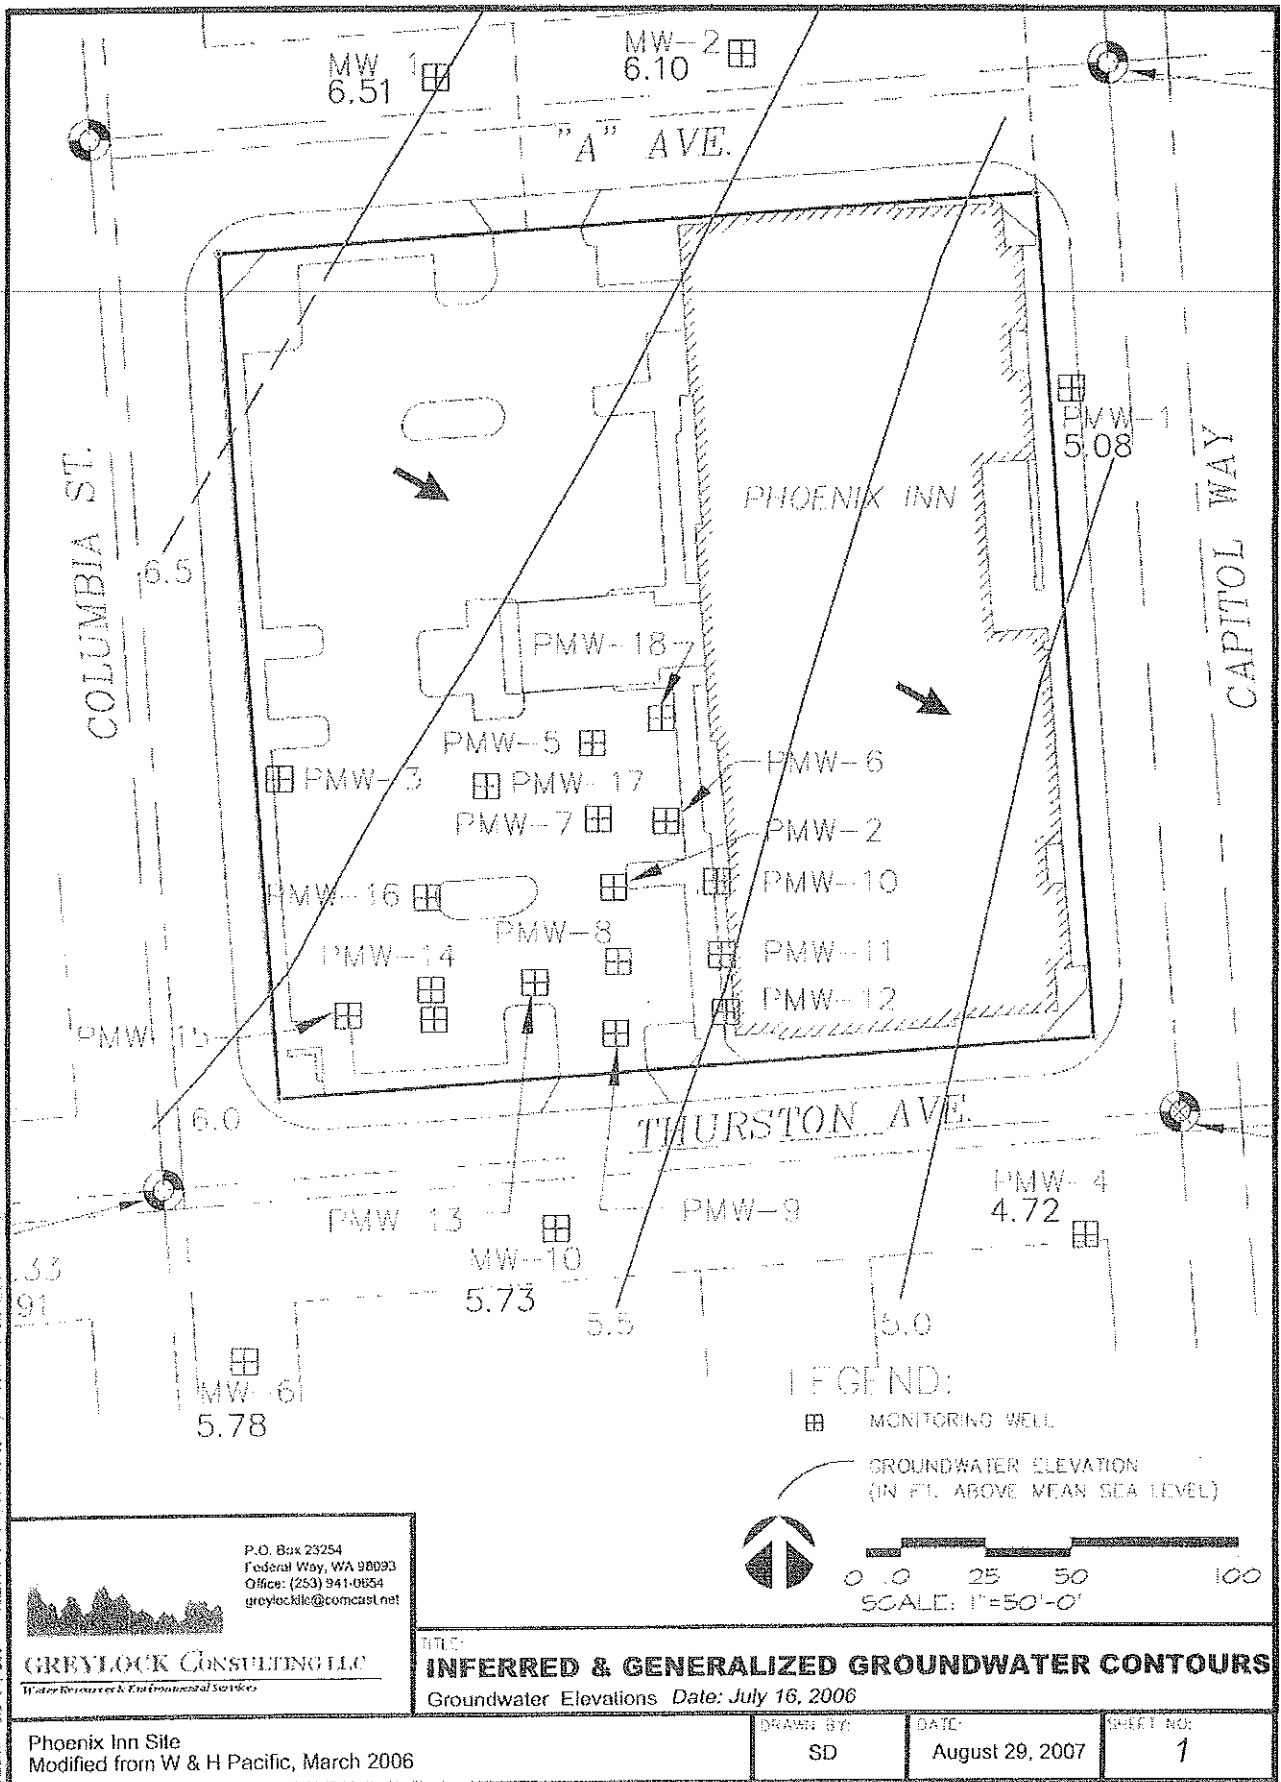 MW 1
6.51
MW-2
6.10
"A" AVE.
COLUMBIA ST.
CAPITOL WAY
PMW-1
5.08
PHOENIX INN
6.5
PMW-18
PMW-5
PMW-3
PMW-17
PMW-6
PMW-7
PMW-2
PMW-16
PMW-10
PMW-8
PMW-14
PMW-11
PMW-12
PMW 15
6.0
THURSTON AVE.
PMW-4
4.72
PMW 13
PMW-9
MW-10
5.73
.33
91
5.5
5.0
MW-6
5.78
LEGEND:
MONITORING WELL
GROUNDWATER ELEVATION
(IN FT. ABOVE MEAN SEA LEVEL)
0 .0 25 50 100
SCALE: 1"=50'-0"
P.O. Box 23254
Federal Way, WA 98093
Office: (253) 941-0654
greylockllc@comcast.net
GREYLOCK CONSULTING LLC
Water Resources & Environmental Services
TITLE:
INFERRED & GENERALIZED GROUNDWATER CONTOURS
Groundwater Elevations Date: July 16, 2006
Phoenix Inn Site
Modified from W & H Pacific, March 2006
DRAWN BY:
SD
DATE:
August 29, 2007
SHEET NO:
1